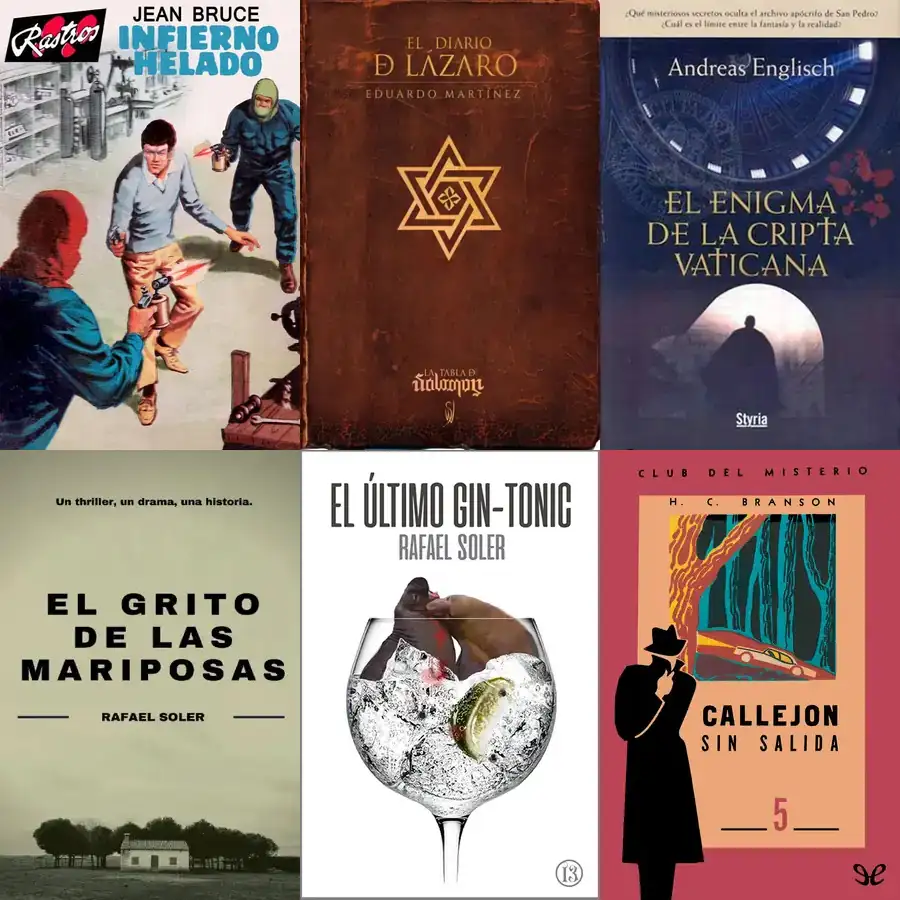 Rastros
JEAN BRUCE
INFIERNO
HELADO
EL DIARIO
D LÁZARO
EDUARDO MARTÍNEZ
LA TABLA D
Salomon
¿Qué misteriosos secretos oculta el archivo apócrifo de San Pedro?
¿Cuál es el límite entre la fantasía y la realidad?
Andreas Englisch
EL ENIGMA
DE LA CRIPTA
VATICANA
Styria
Un thriller, un drama, una historia.
EL GRITO
DE LAS
MARIPOSAS
RAFAEL SOLER
EL ÚLTIMO GIN-TONIC
RAFAEL SOLER
13
CLUB DEL MISTERIO
H. C. BRANSON
CALLEJON
SIN SALIDA
5